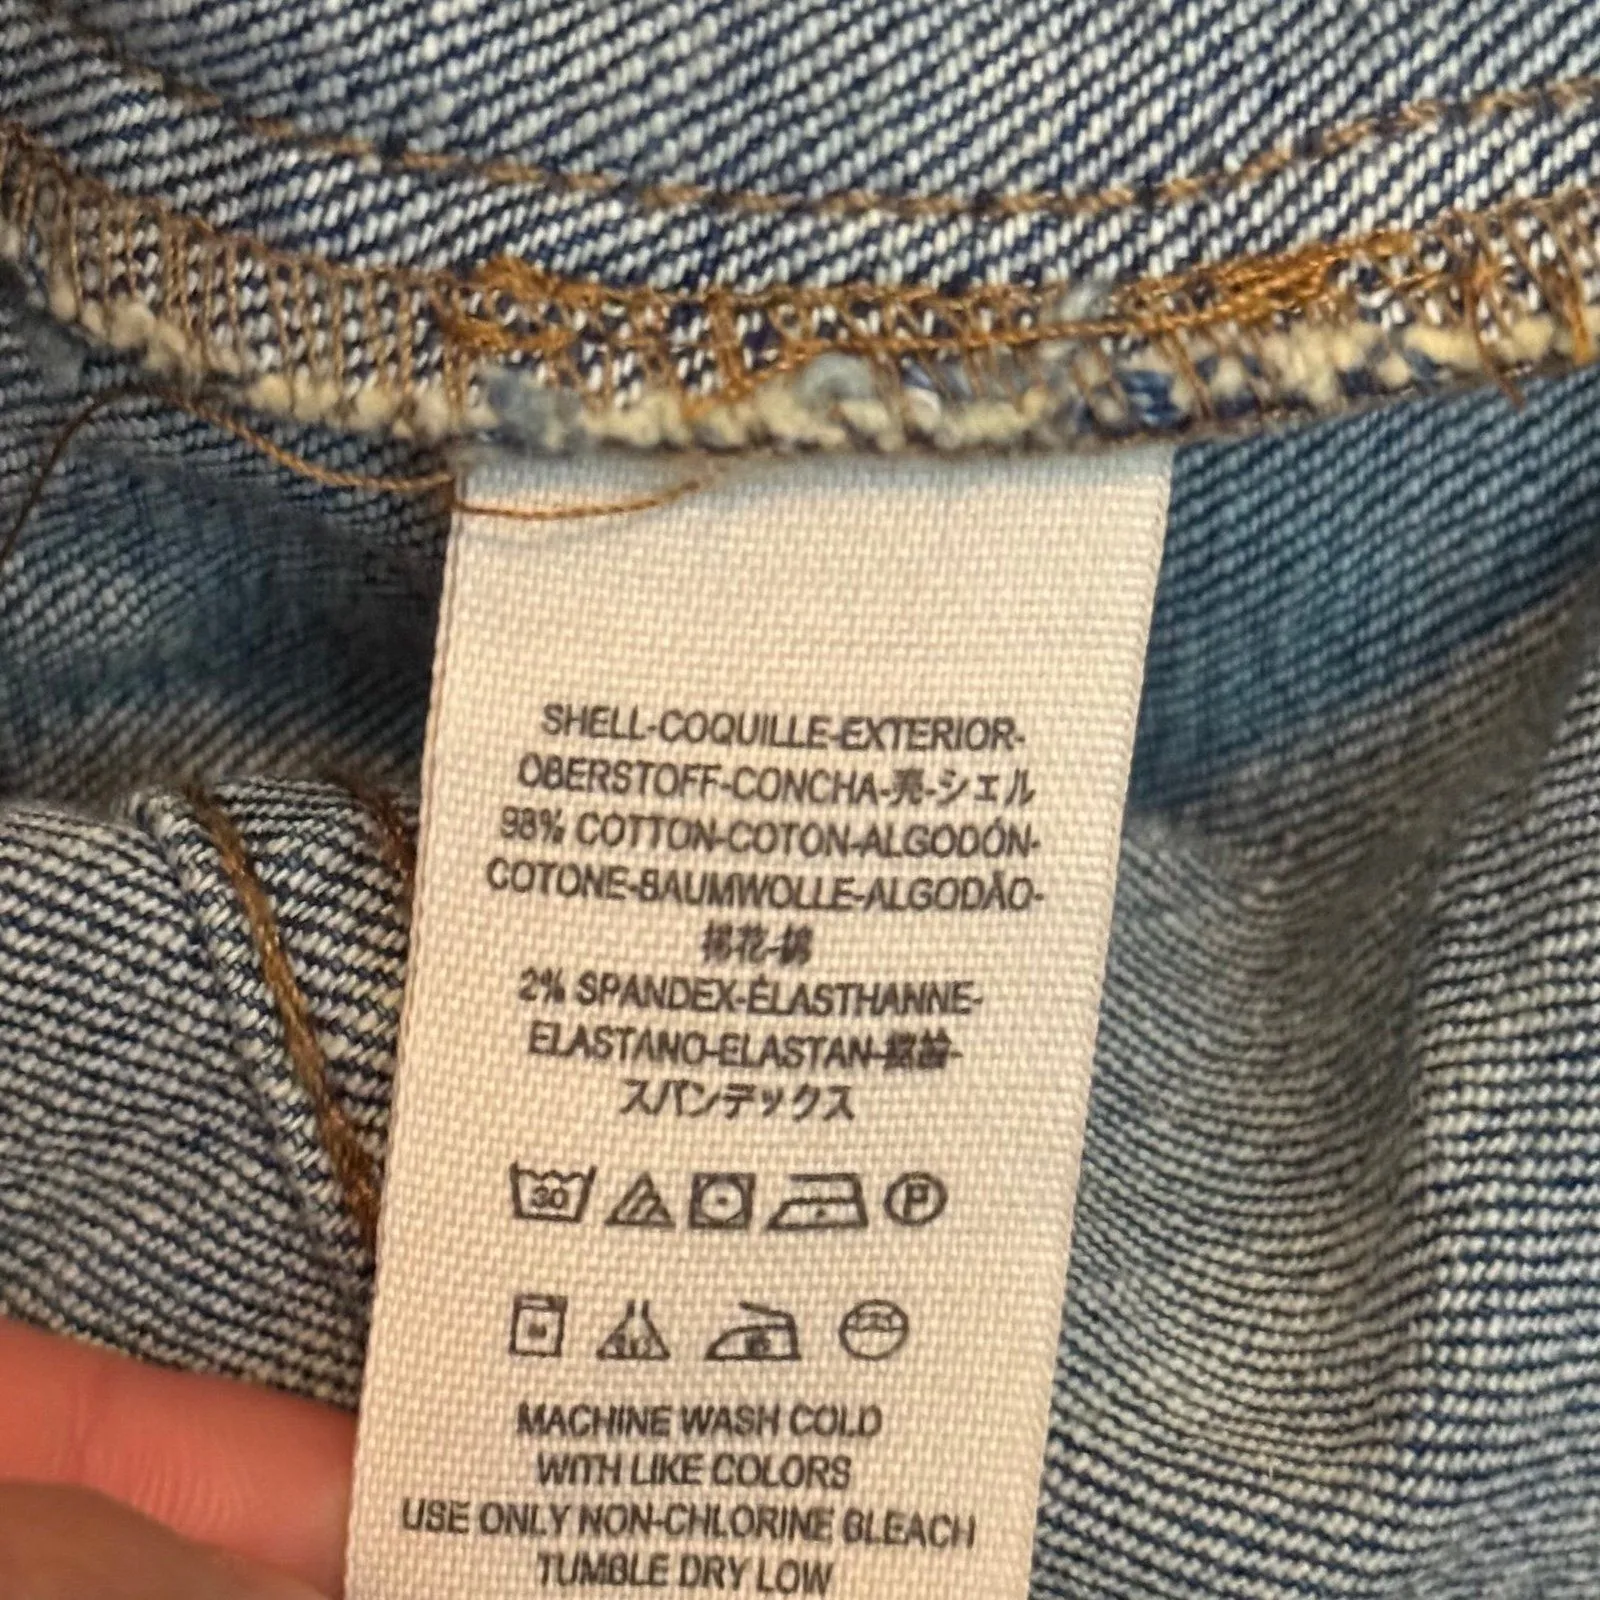 SHELL-COQUILLE-EXTERIOR-
OBERSTOFF-CONCHA-売-シェル
98% COTTON-COTON-ALGODÓN-
COTONE-BAUMWOLLE-ALGODÃO-
棉花-綿
2% SPANDEX-ÉLASTHANNE-
ELASTANO-ELASTAN-
スパンデックス
30
P
MACHINE WASH COLD
WITH LIKE COLORS
USE ONLY NON-CHLORINE BLEACH
TUMBLE DRY LOW